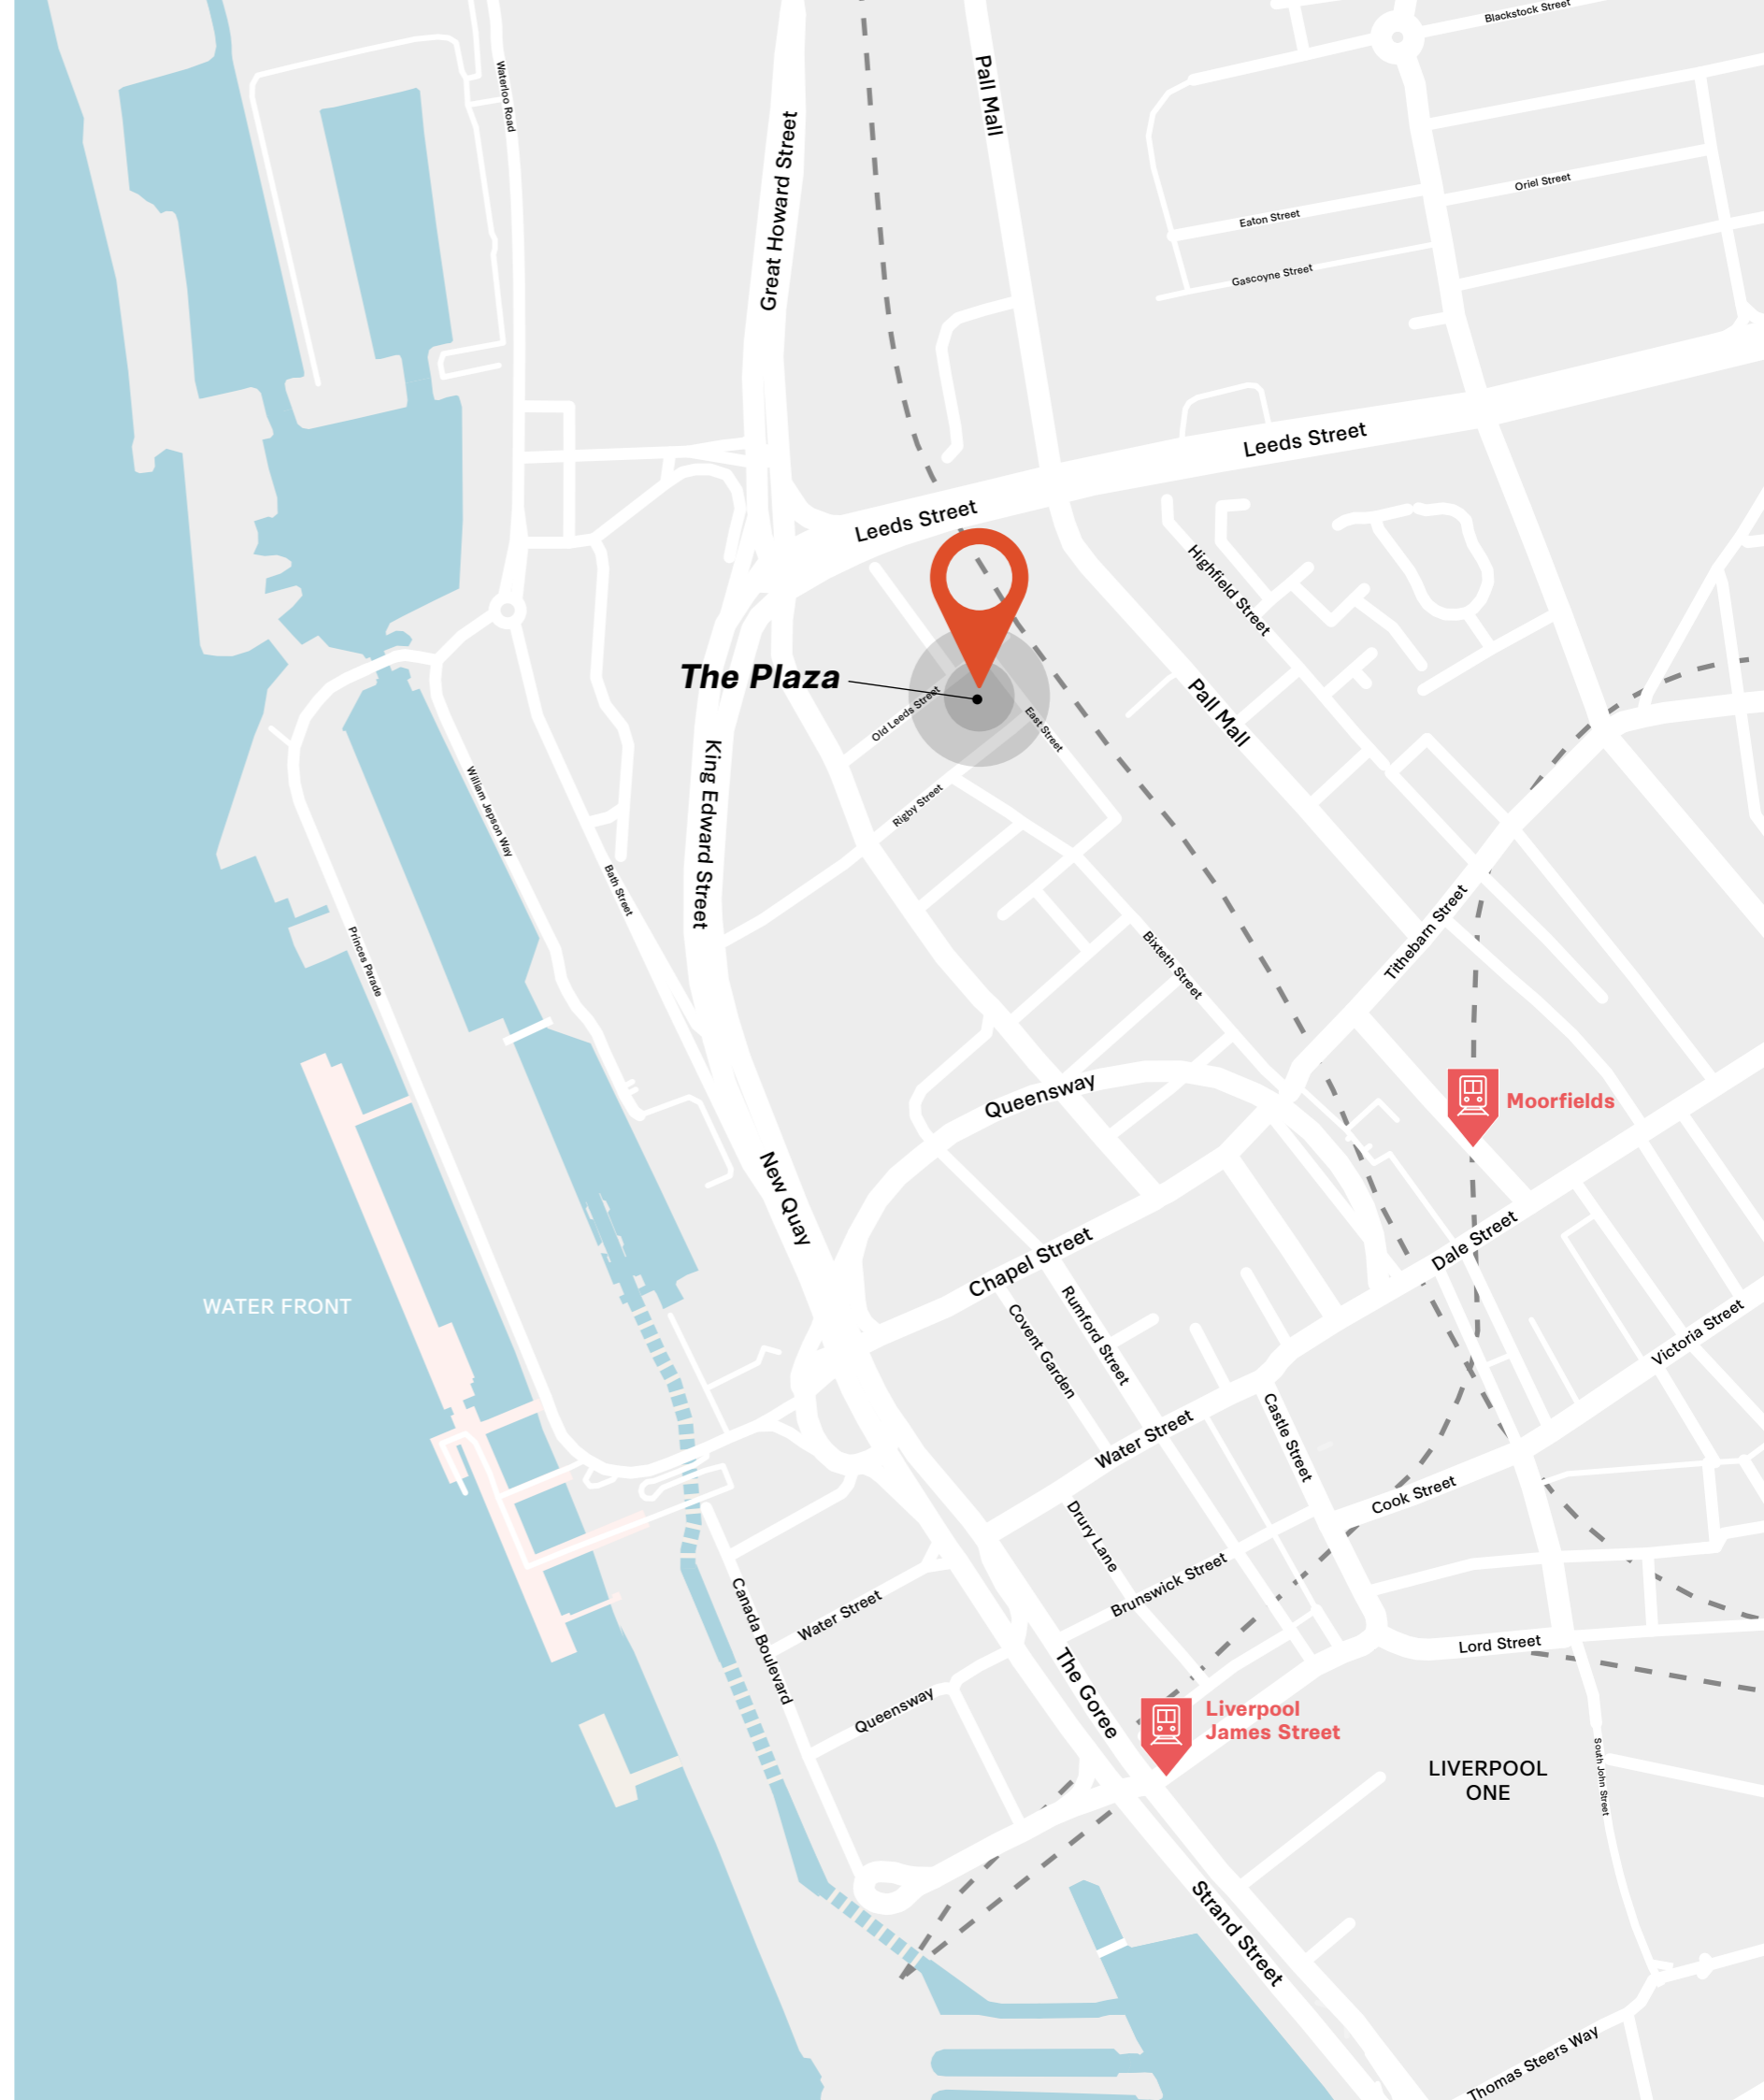 Blackstock Street
Waterloo Road
Pall Mall
Great Howard Street
Oriel Street
Eaton Street
Gascoyne Street
Leeds Street
Leeds Street
Highfield Street
The Plaza
Old Leeds Street
East Street
Pall Mall
King Edward Street
William Jepson Way
Rigby Street
Bath Street
Tithebarn Street
Princes Parade
Bixteth Street
Queensway
Moorfields
New Quay
Chapel Street
Dale Street
WATER FRONT
Rumford Street
Covent Garden
Victoria Street
Castle Street
Water Street
Cook Street
Drury Lane
Brunswick Street
Canada Boulevard
Water Street
Lord Street
The Goree
Queensway
Liverpool
James Street
South John Street
LIVERPOOL
ONE
Strand Street
Thomas Steers Way